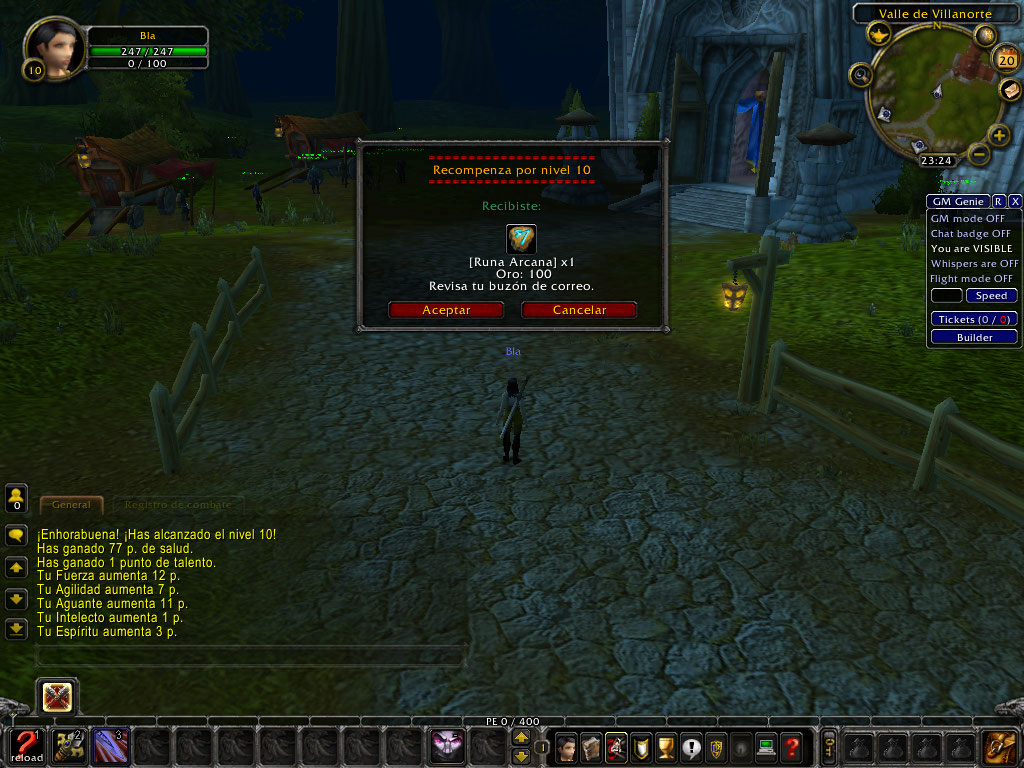 Bla
247 / 247
0 / 100
10
Valle de Villanorte
N
20
23:24
Recompenza por nivel 10
Recibiste:
[Runa Arcana] x1
Oro: 100
Revisa tu buzón de correo.
Aceptar
Cancelar
GM Genie
R
X
GM mode OFF
Chat badge OFF
You are VISIBLE
Whispers are OFF
Flight mode OFF
Speed
Tickets (0 / 0)
Builder
Bla
0
General
Registro de combate
¡Enhorabuena! ¡Has alcanzado el nivel 10!
Has ganado 77 p. de salud.
Has ganado 1 punto de talento.
Tu Fuerza aumenta 12 p.
Tu Agilidad aumenta 7 p.
Tu Aguante aumenta 11 p.
Tu Intelecto aumenta 1 p.
Tu Espíritu aumenta 3 p.
PE 0 / 400
1
2
3
reload
1